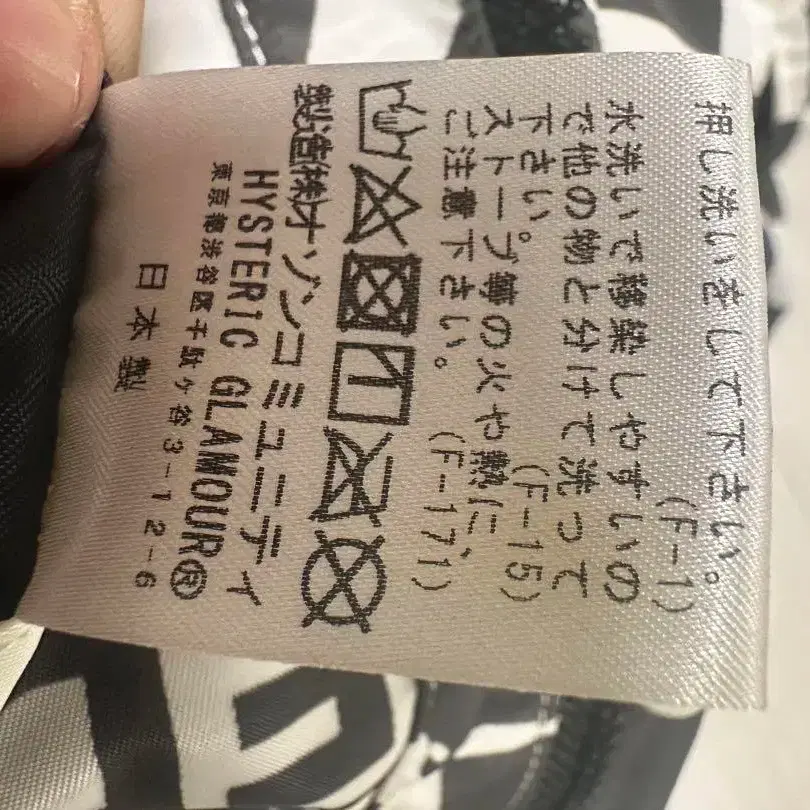 押し洗いをして下さい。
(F-1)
水洗いで移染しやすいの
で他の物と分けて洗って
下さい。 (F-15)
ストーブ等の火や熱に、
ご注意下さい。
(F-171)
製造㈱オゾンコミュニティ
HYSTERIC GLAMOUR®
東京都渋谷区千駄ヶ谷3-12-6
日本製